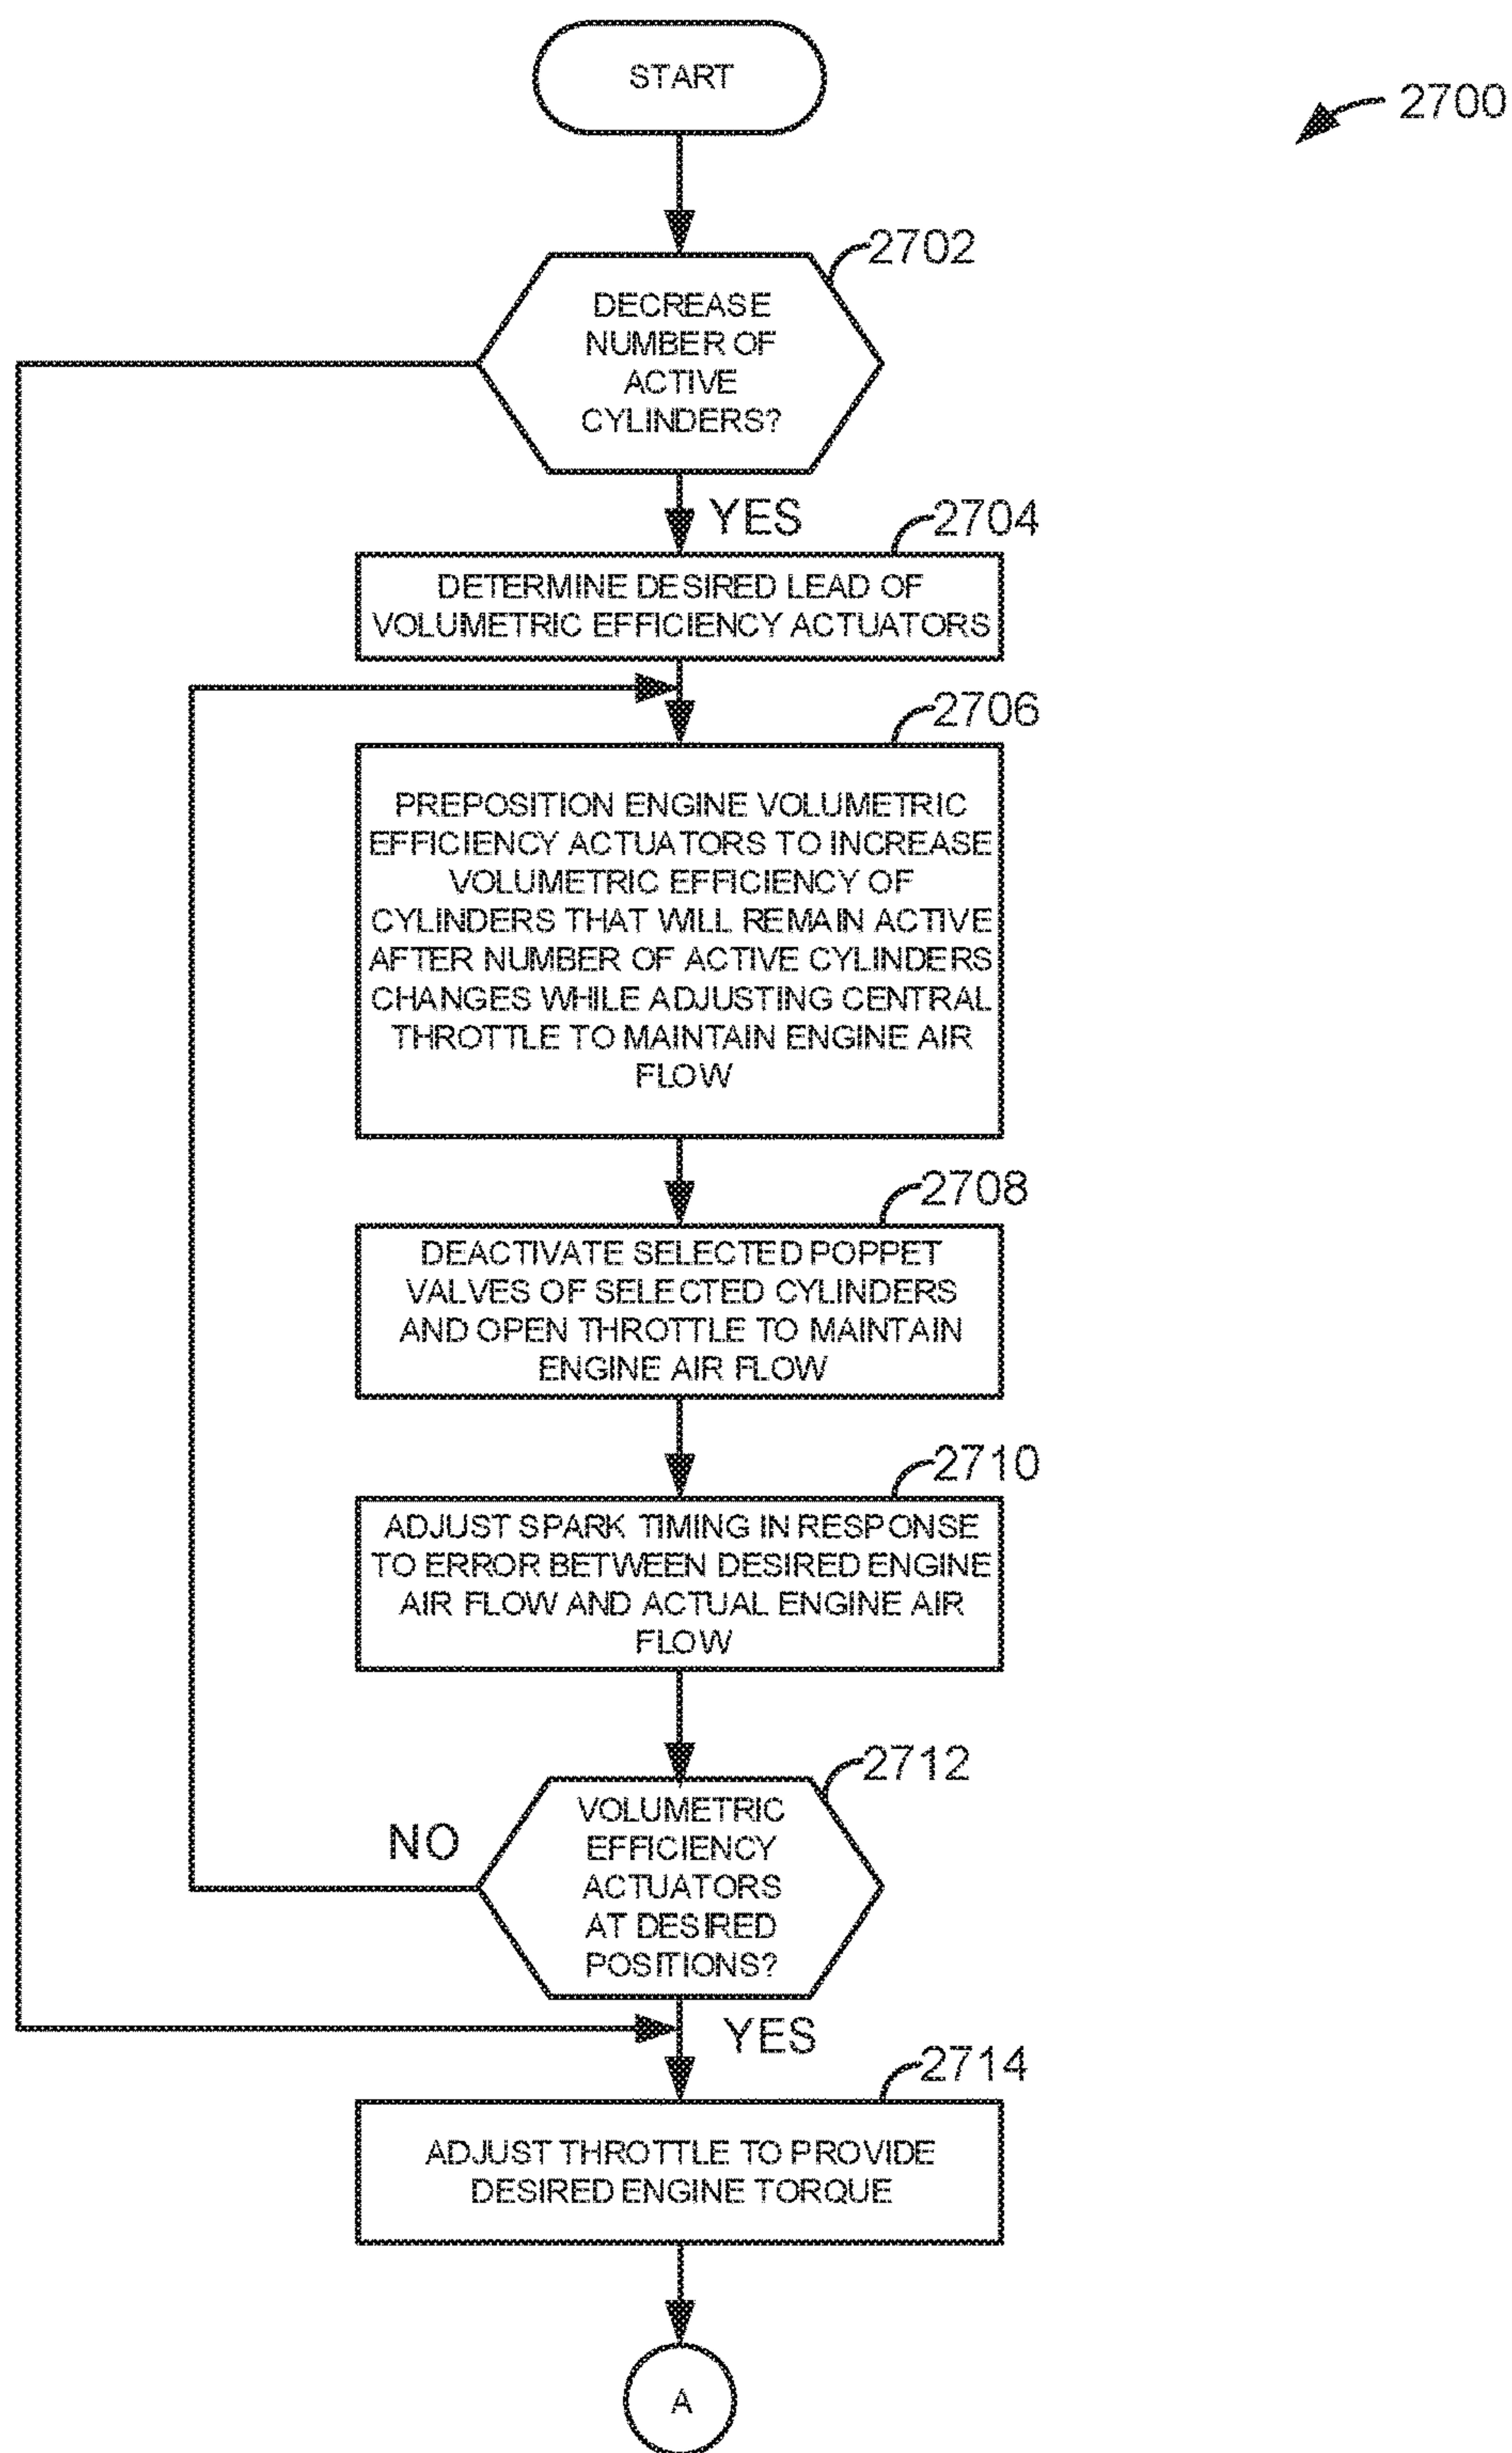 START
2700
2702
DECREASE
NUMBER OF
ACTIVE
CYLINDERS?
YES
2704
DETERMINE DESIRED LEAD OF
VOLUMETRIC EFFICIENCY ACTUATORS
2706
PREPOSITION ENGINE VOLUMETRIC
EFFICIENCY ACTUATORS TO INCREASE
VOLUMETRIC EFFICIENCY OF
CYLINDERS THAT WILL REMAIN ACTIVE
AFTER NUMBER OF ACTIVE CYLINDERS
CHANGES WHILE ADJUSTING CENTRAL
THROTTLE TO MAINTAIN ENGINE AIR
FLOW
2708
DEACTIVATE SELECTED POPPET
VALVES OF SELECTED CYLINDERS
AND OPEN THROTTLE TO MAINTAIN
ENGINE AIR FLOW
2710
ADJUST SPARK TIMING IN RESPONSE
TO ERROR BETWEEN DESIRED ENGINE
AIR FLOW AND ACTUAL ENGINE AIR
FLOW
2712
VOLUMETRIC
EFFICIENCY
ACTUATORS
AT DESIRED
POSITIONS?
NO
YES
2714
ADJUST THROTTLE TO PROVIDE
DESIRED ENGINE TORQUE
A